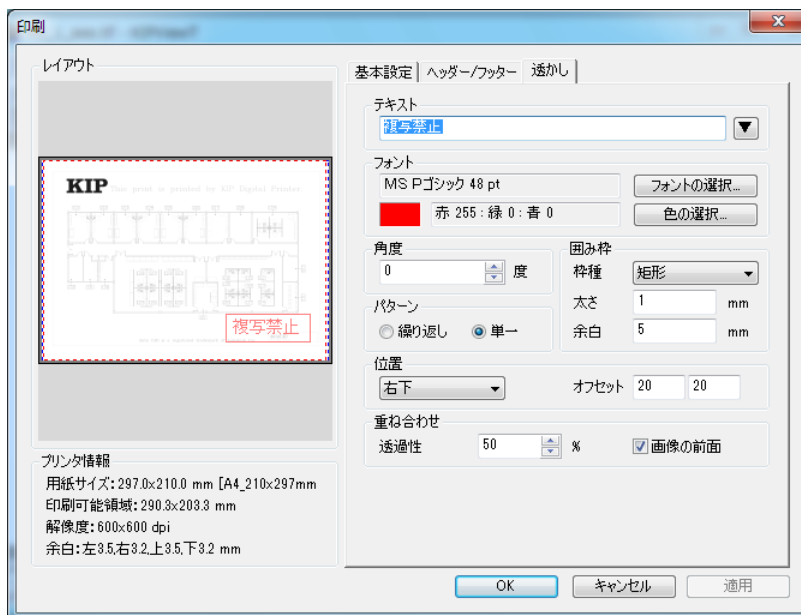 印刷
レイアウト
KIP This print is printed by KIP Digital Printer.
複写禁止
プリンタ情報
用紙サイズ: 297.0x210.0 mm [A4_210x297mm
印刷可能領域: 290.3x203.3 mm
解像度: 600x600 dpi
余白: 左3.5,右3.2,上3.5,下3.2 mm
基本設定 ヘッダー/フッター 透かし
テキスト
複写禁止
フォント
MS Pゴシック 48 pt フォントの選択...
赤 255 : 緑 0 : 青 0 色の選択...
角度
0 度
パターン
繰り返し 単一
囲み枠
枠種 矩形
太さ 1 mm
余白 5 mm
位置
右下 オフセット 20 20
重ね合わせ
透過性 50 % 画像の前面
OK キャンセル 適用